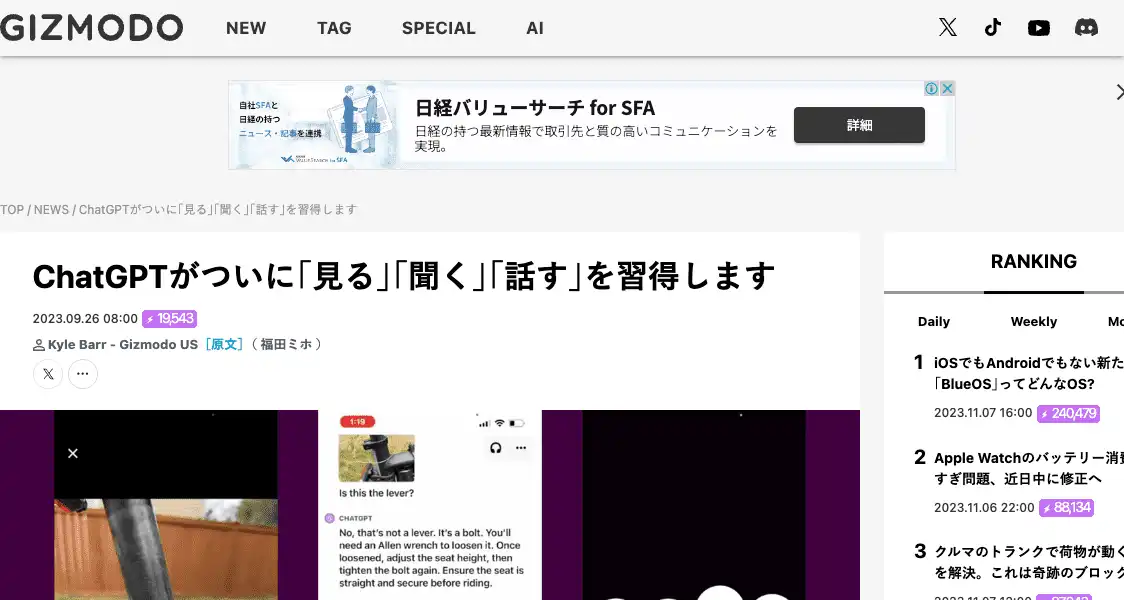 GIZMODO NEW TAG SPECIAL AI
自社SFAと
日経の持つ
ニュース・記事を連携
VALUE SEARCH for SFA
日経バリューサーチ for SFA
日経の持つ最新情報で取引先と質の高いコミュニケーションを
実現。
詳細
TOP / NEWS / ChatGPTがついに「見る」「聞く」「話す」を習得します
ChatGPTがついに「見る」「聞く」「話す」を習得します
2023.09.26 08:00 19,543
Kyle Barr - Gizmodo US [原文] ( 福田ミホ )
1:19
Is this the lever?
CHATGPT
No, that's not a lever. It's a bolt. You'll
need an Allen wrench to loosen it. Once
loosened, adjust the seat height, then
tighten the bolt again. Ensure the seat is
straight and secure before riding.
RANKING
Daily Weekly Mo
1 iOSでもAndroidでもない新た
「BlueOS」ってどんなOS?
2023.11.07 16:00 240,479
2 Apple Watchのバッテリー消費
すぎ問題、近日中に修正へ
2023.11.06 22:00 88,134
3 クルマのトランクで荷物が動く
を解決。これは奇跡のブロック